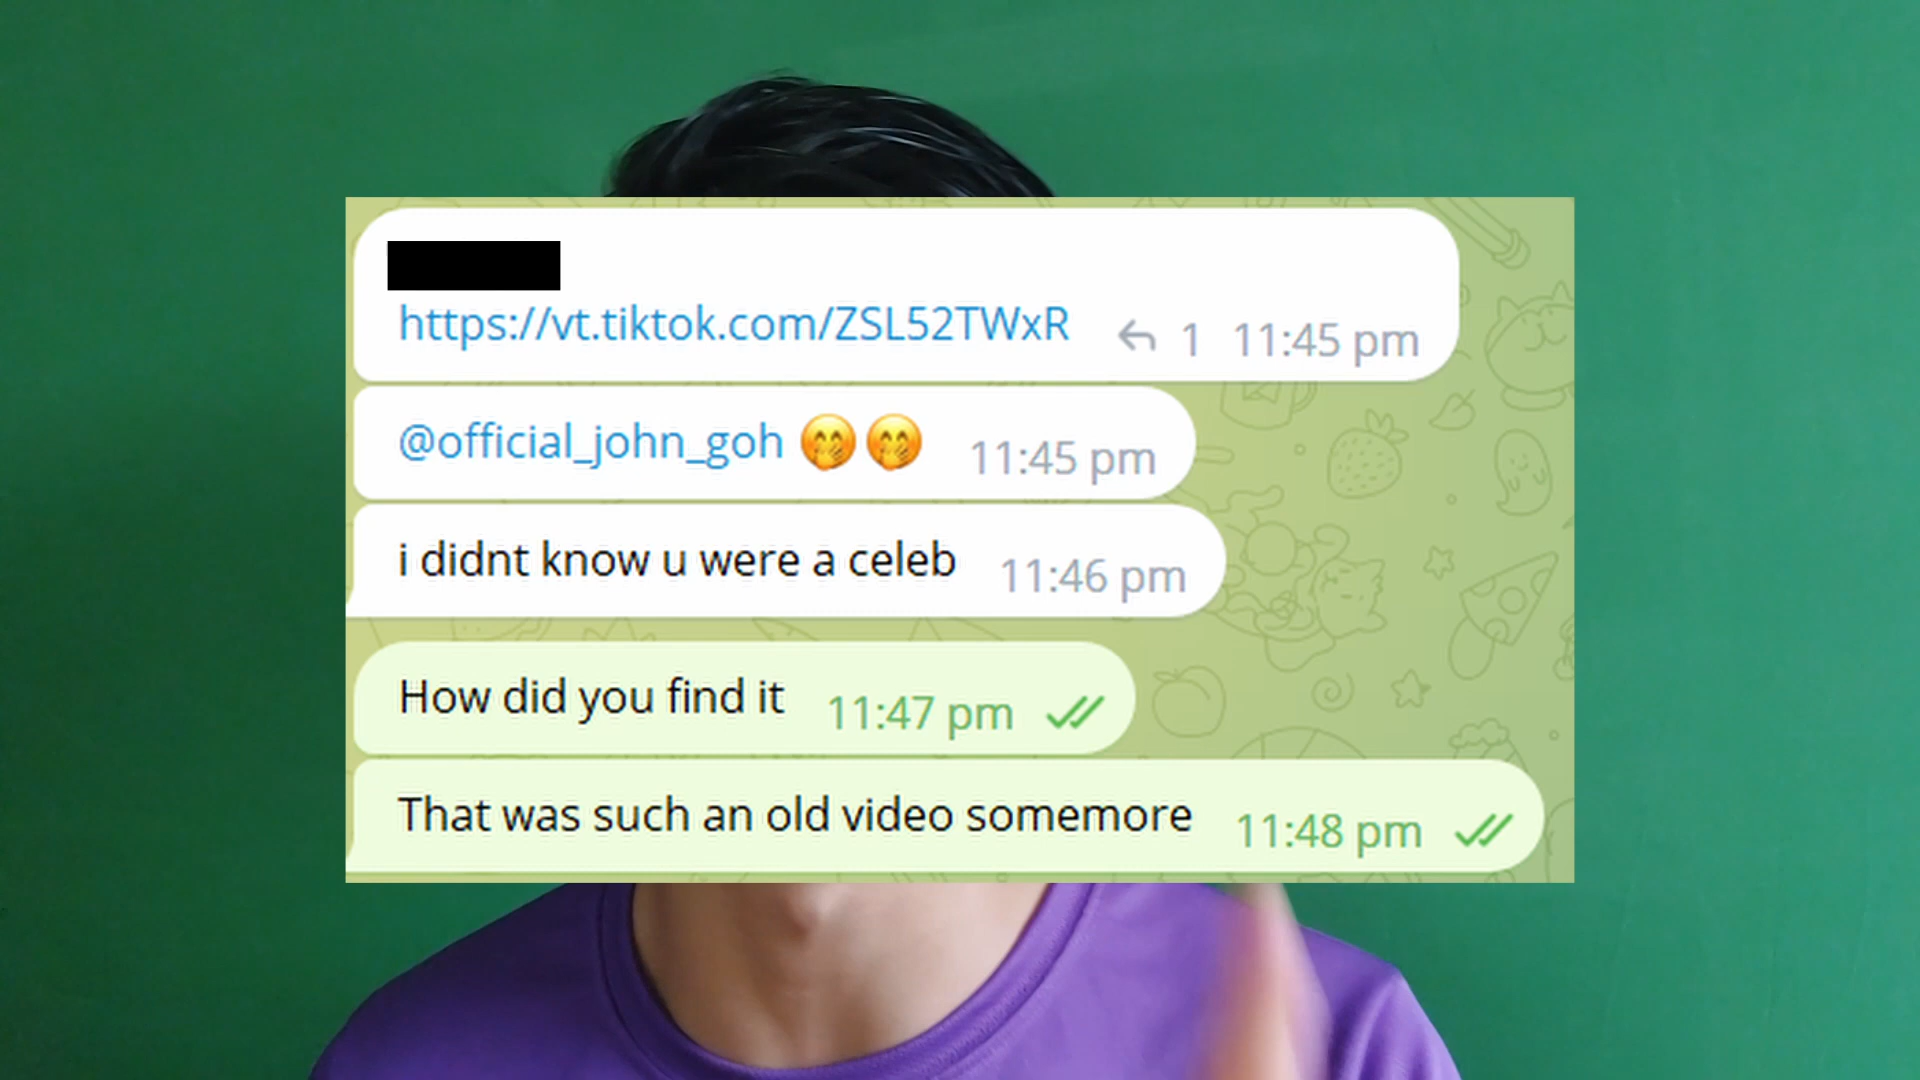 https://vt.tiktok.com/ZSL52TWxR 1 11:45 pm
@official_john_goh 🤭🤭 11:45 pm
i didnt know u were a celeb 11:46 pm
How did you find it 11:47 pm
That was such an old video somemore 11:48 pm